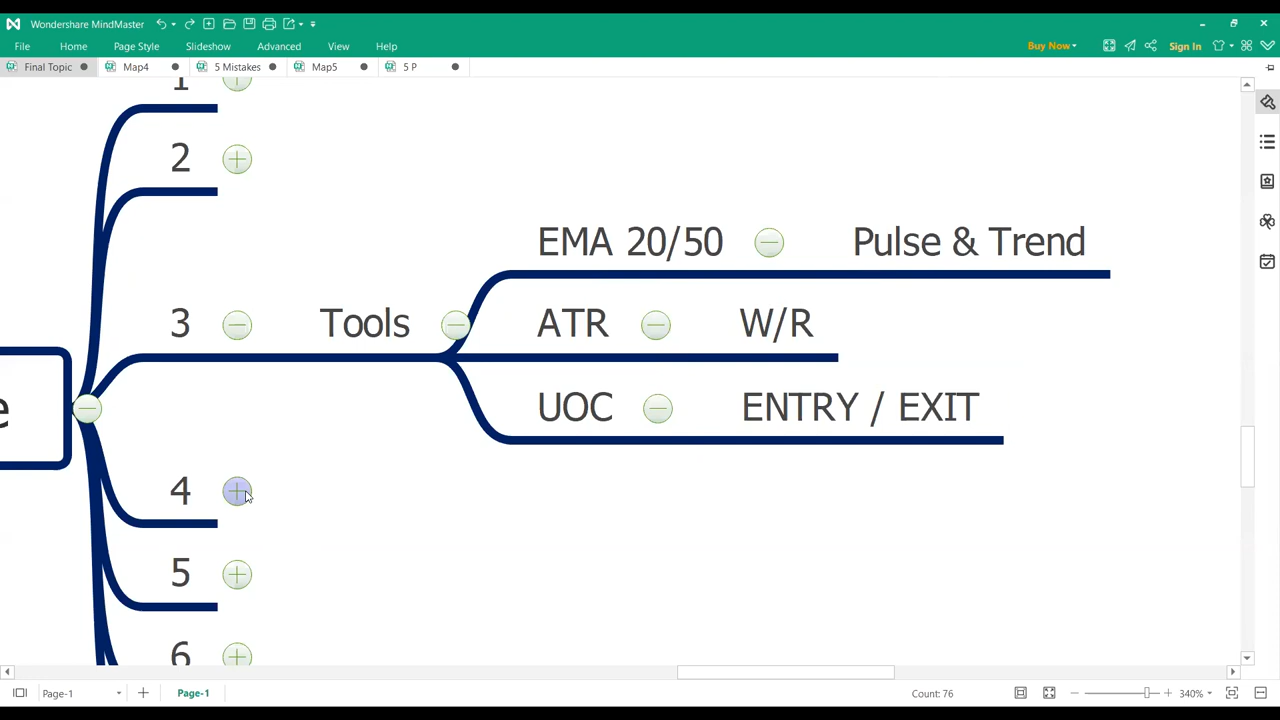 Wondershare MindMaster
File Home Page Style Slideshow Advanced View Help Buy Now Sign In
Final Topic Map4 5 Mistakes Map5 5 P
1
2
EMA 20/50 Pulse & Trend
3 Tools ATR W/R
UOC ENTRY / EXIT
e
4
5
6
Page-1 Page-1 Count: 76 340%